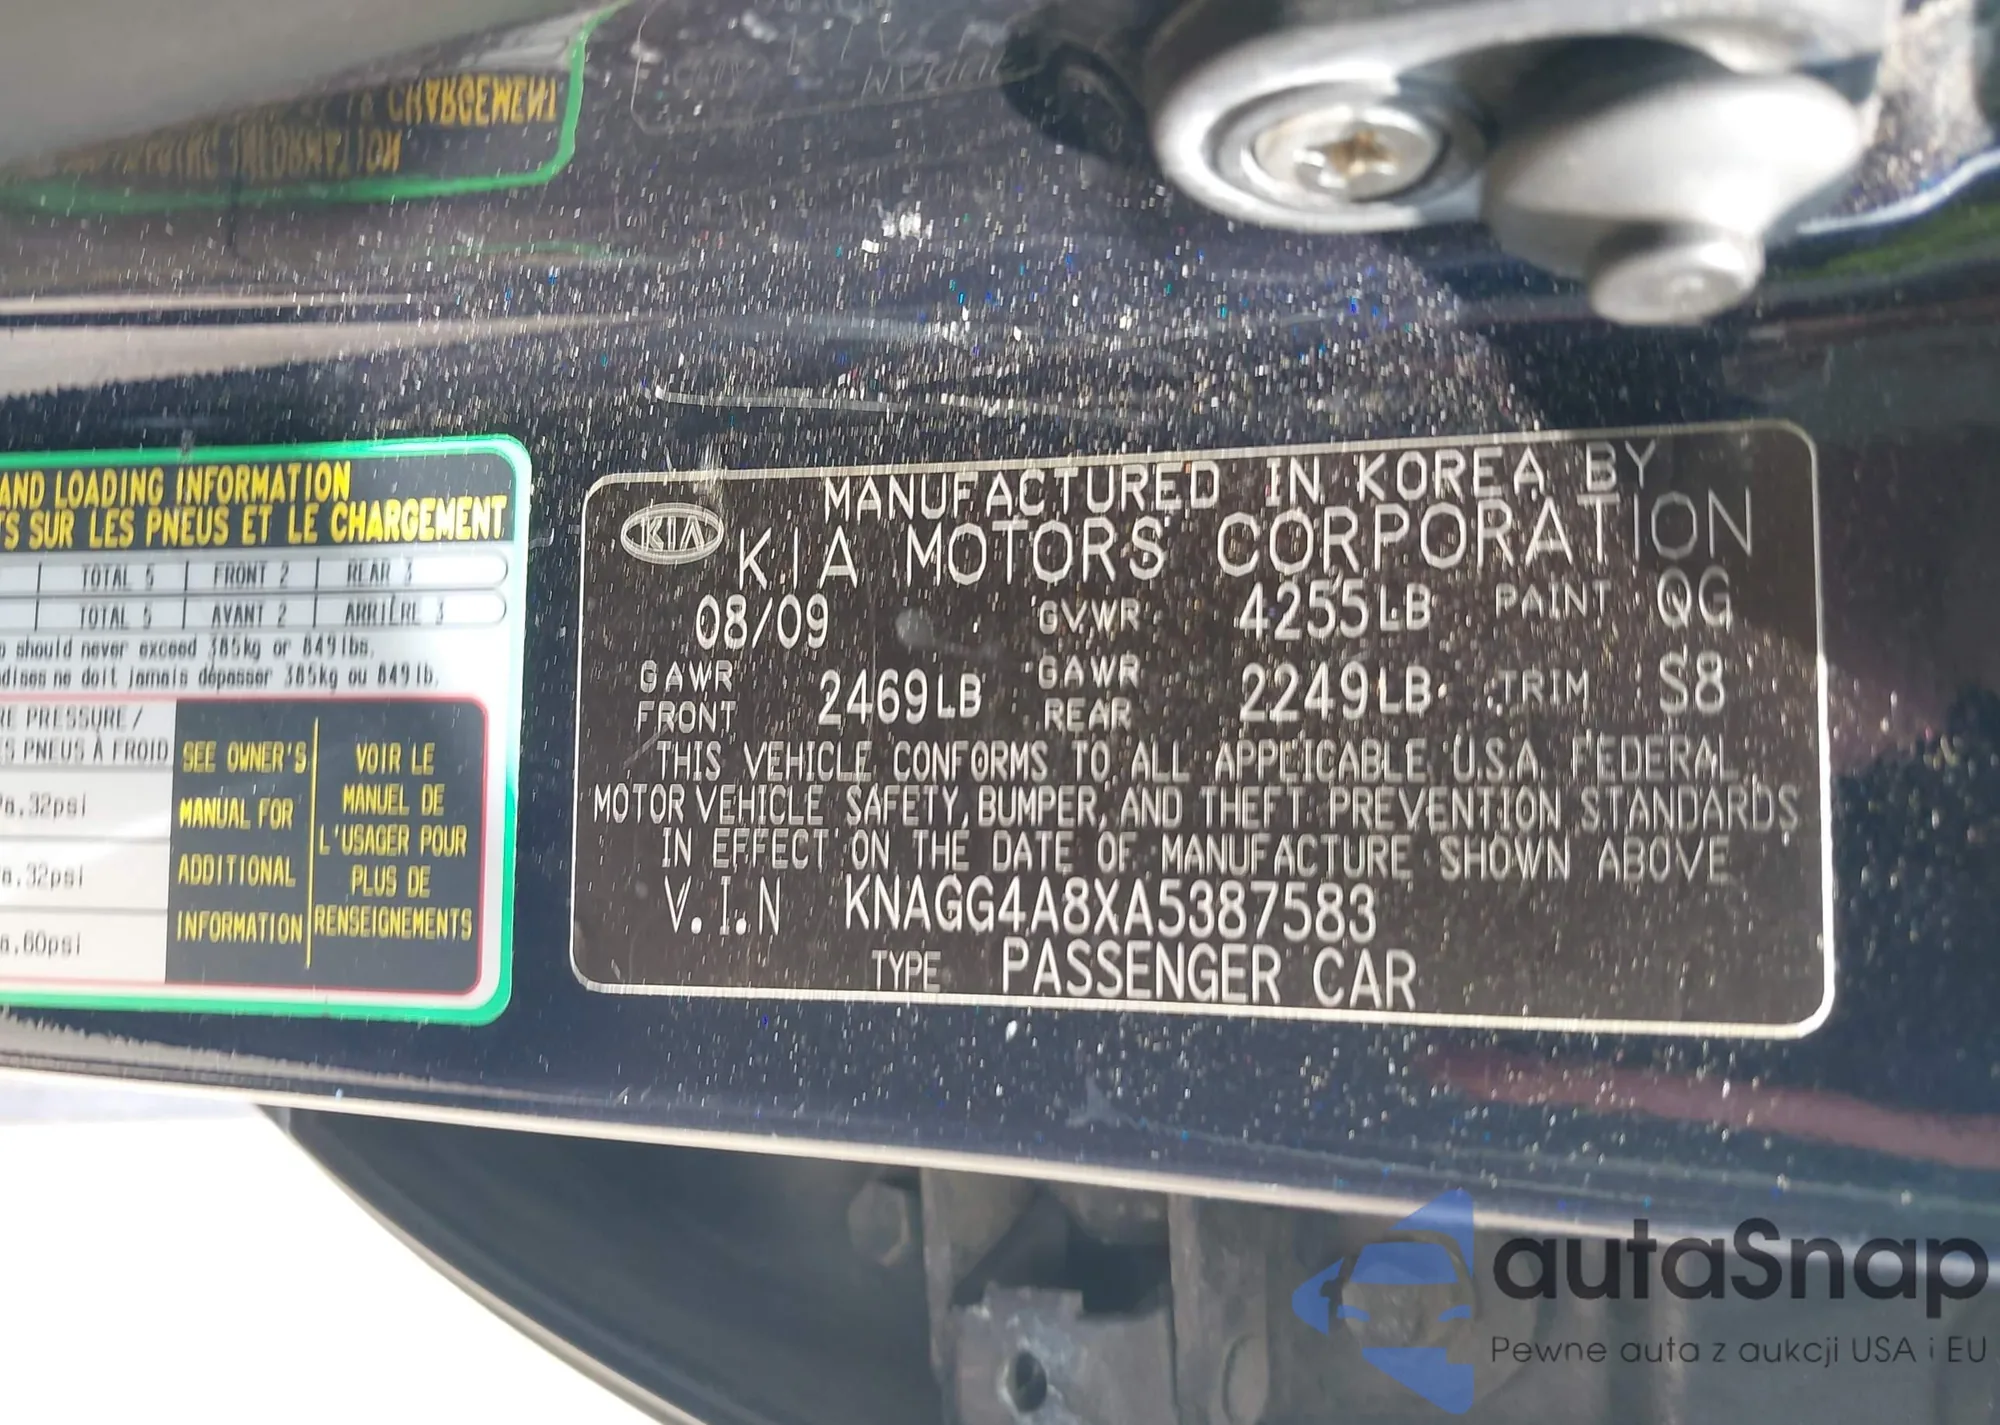 AND LOADING INFORMATION
TS SUR LES PNEUS ET LE CHARGEMENT
TOTAL 5 FRONT 2 REAR 3
TOTAL 5 AVANT 2 ARRIÈRE 3
should never exceed 385kg or 849lbs.
dises ne doit jamais dépasser 385kg ou 849lb.
RE PRESSURE/
ES PNEUS À FROID
32psi
32psi
60psi
SEE OWNER'S
MANUAL FOR
ADDITIONAL
INFORMATION
VOIR LE
MANUEL DE
L'USAGER POUR
PLUS DE
RENSEIGNEMENTS
KIA
MANUFACTURED IN KOREA BY
KIA MOTORS CORPORATION
08/09 GVWR 4255LB PAINT QG
GAWR FRONT 2469LB GAWR REAR 2249LB TRIM S8
THIS VEHICLE CONFORMS TO ALL APPLICABLE U.S.A. FEDERAL
MOTOR VEHICLE SAFETY, BUMPER, AND THEFT PREVENTION STANDARDS
IN EFFECT ON THE DATE OF MANUFACTURE SHOWN ABOVE
V.I.N KNAGG4A8XA5387583
TYPE PASSENGER CAR
autaSnap
Pewne auta z aukcji USA i EU